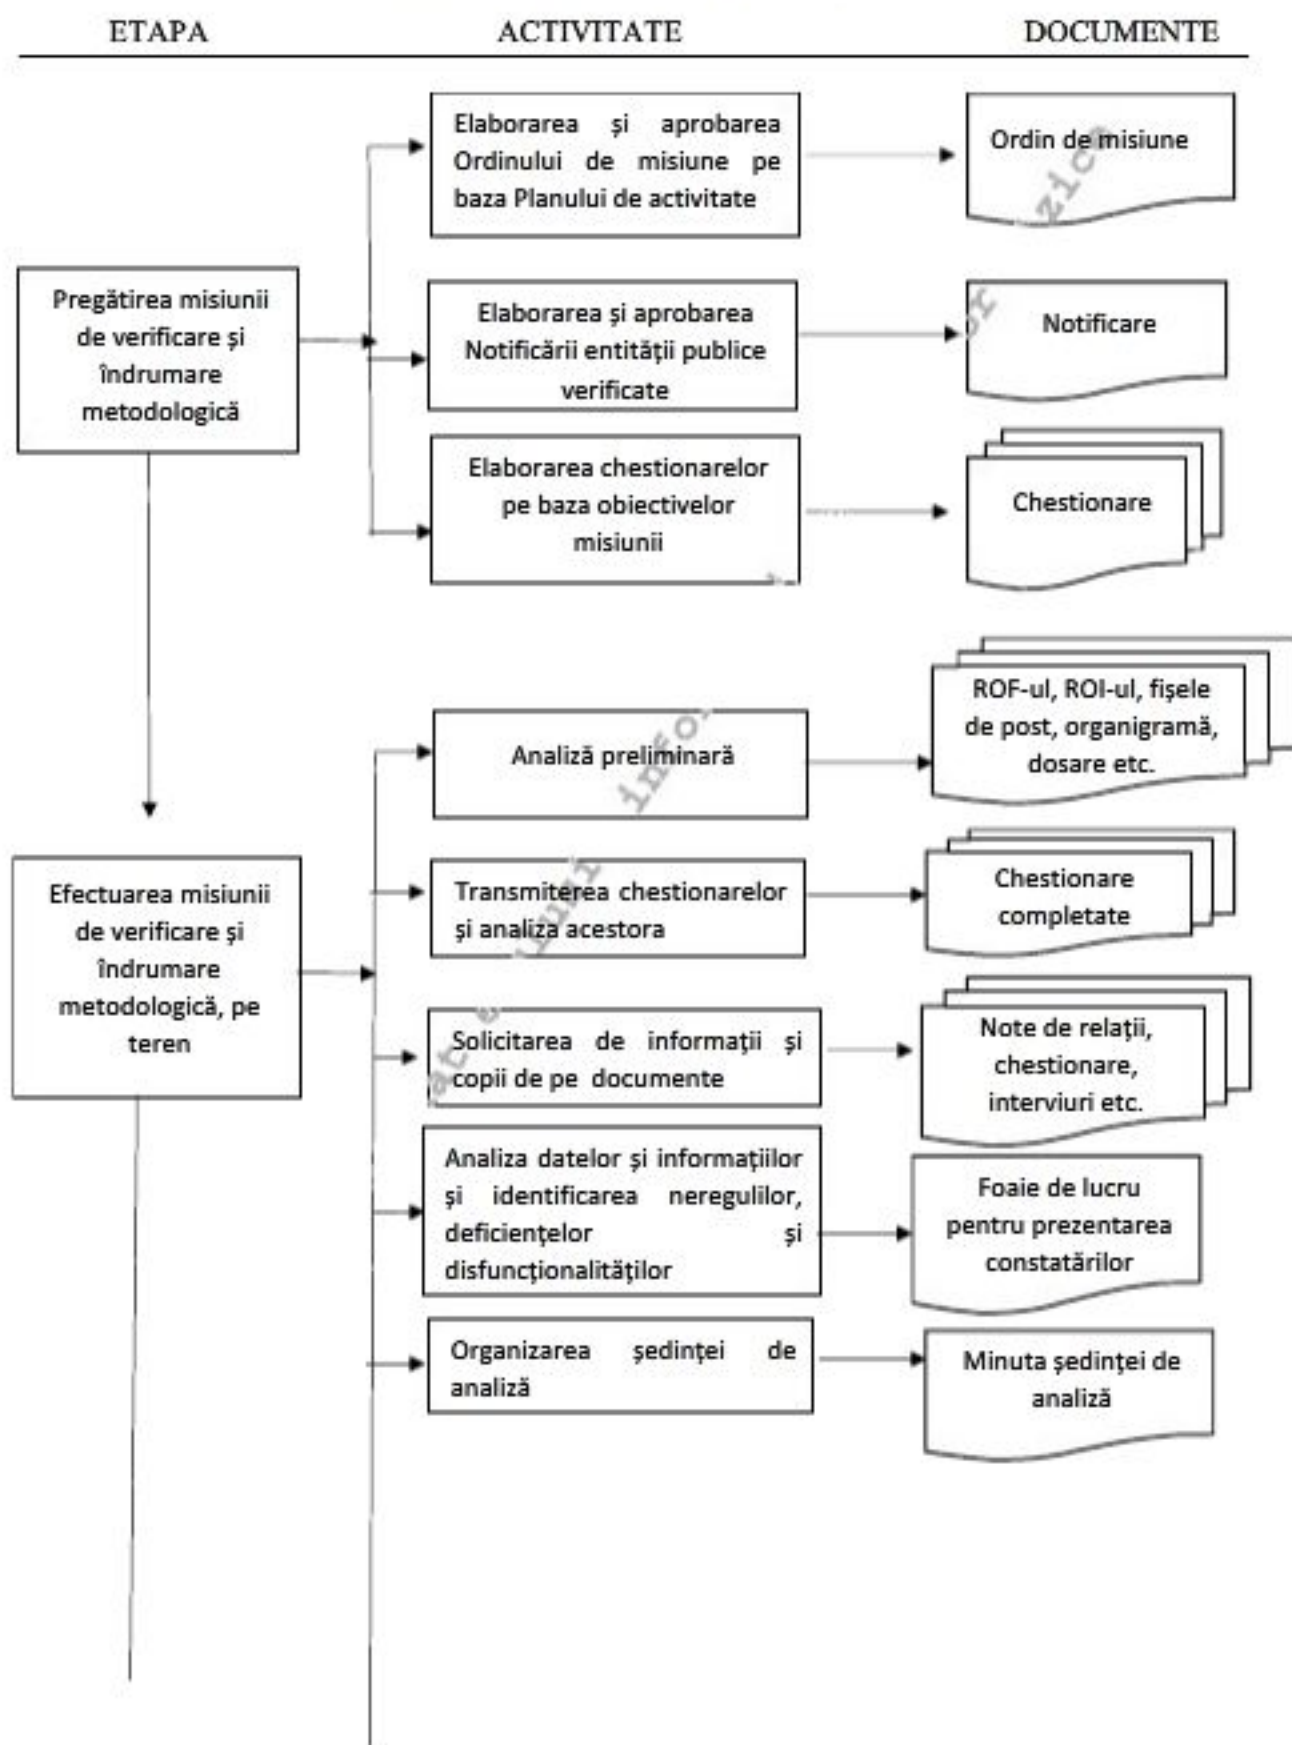 ETAPA ACTIVITATE DOCUMENTE
Elaborarea și aprobarea
Ordinului de misiune pe
baza Planului de activitate
Ordin de misiune
Pregătirea misiunii
de verificare și
îndrumare
metodologică
Elaborarea și aprobarea
Notificării entității publice
verificate
Notificare
Elaborarea chestionarelor
pe baza obiectivelor
misiunii
Chestionare
Analiză preliminară
ROF-ul, ROI-ul, fișele
de post, organigramă,
dosare etc.
Efectuarea misiunii
de verificare și
îndrumare
metodologică, pe
teren
Transmiterea chestionarelor
și analiza acestora
Chestionare
completate
Solicitarea de informații și
copii de pe documente
Note de relații,
chestionare,
interviuri etc.
Analiza datelor și informațiilor
și identificarea neregulilor,
deficiențelor și
disfuncționalităților
Foaie de lucru
pentru prezentarea
constatărilor
Organizarea ședinței de
analiză
Minuta ședinței de
analiză